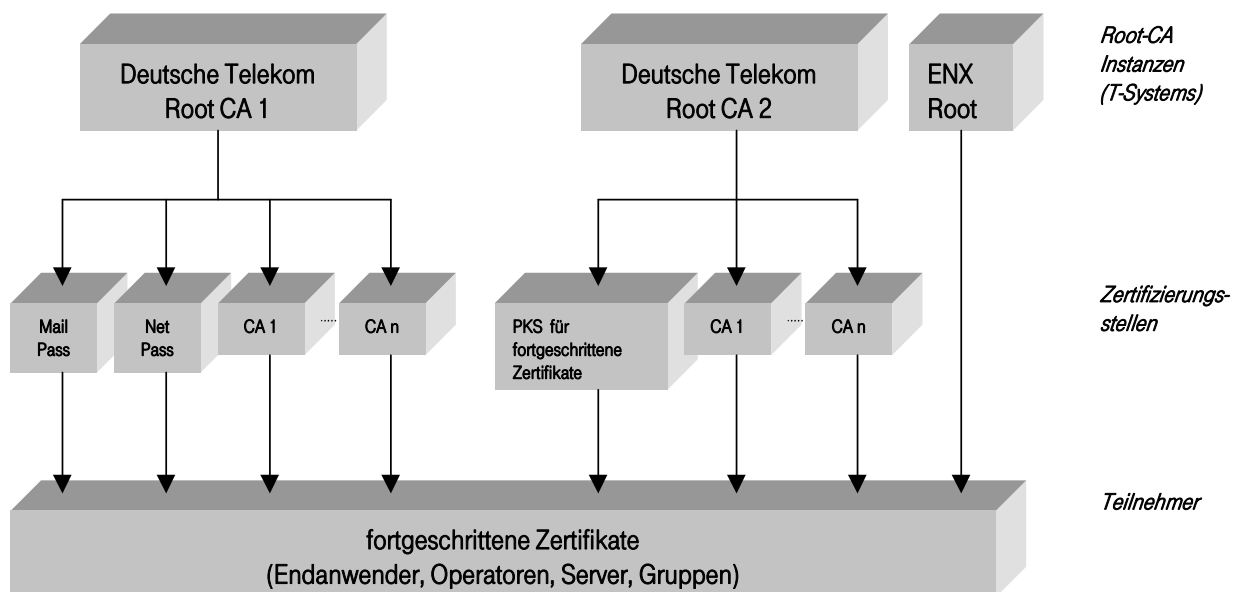 Deutsche Telekom
Root CA 1
Deutsche Telekom
Root CA 2
ENX
Root
Root-CA
Instanzen
(T-Systems)
Mail
Pass
Net
Pass
CA 1
.....
CA n
PKS für
fortgeschrittene
Zertifikate
CA 1
.....
CA n
Zertifizierungs-
stellen
Teilnehmer
fortgeschrittene Zertifikate
(Endanwender, Operatoren, Server, Gruppen)